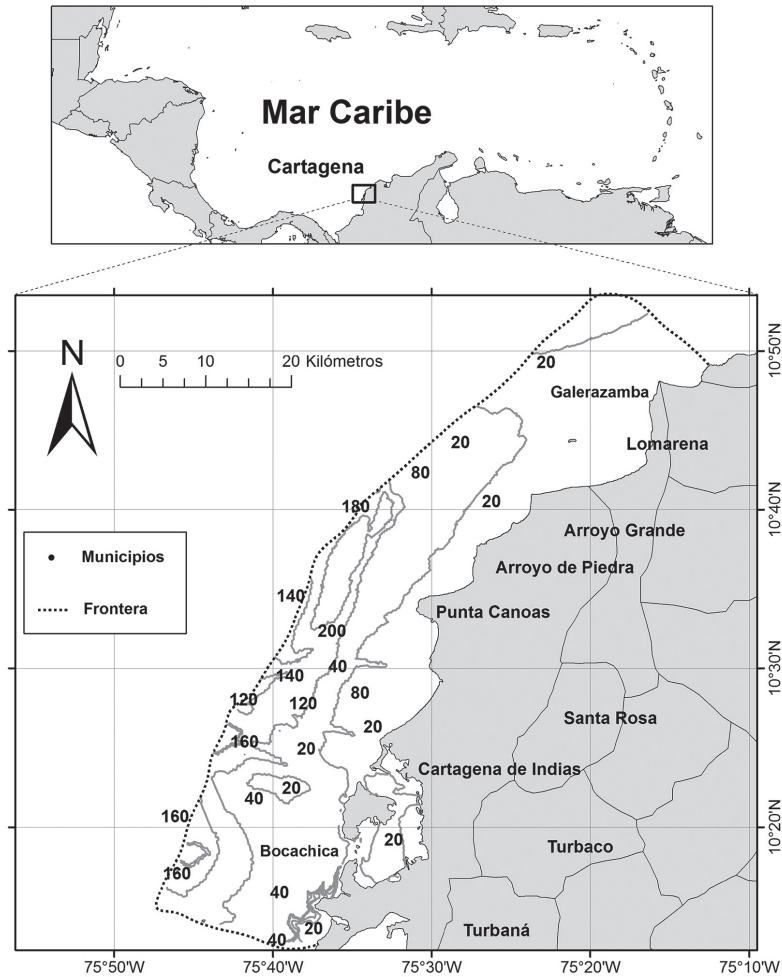 Mar Caribe
Cartagena
N
0 5 10 20 Kilómetros
10°50'N
20
Galerazamba
20
Lomarena
80
20
180
10°40'N
Arroyo Grande
Municipios
Arroyo de Piedra
140
Frontera
Punta Canoas
200
40
10°30'N
140
80
120
120
Santa Rosa
20
160
20
Cartagena de Indias
20
40
160
10°20'N
20
Turbaco
Bocachica
160
40
20
Turbaná
40
75°50'W 75°40'W 75°30'W 75°20'W 75°10'W